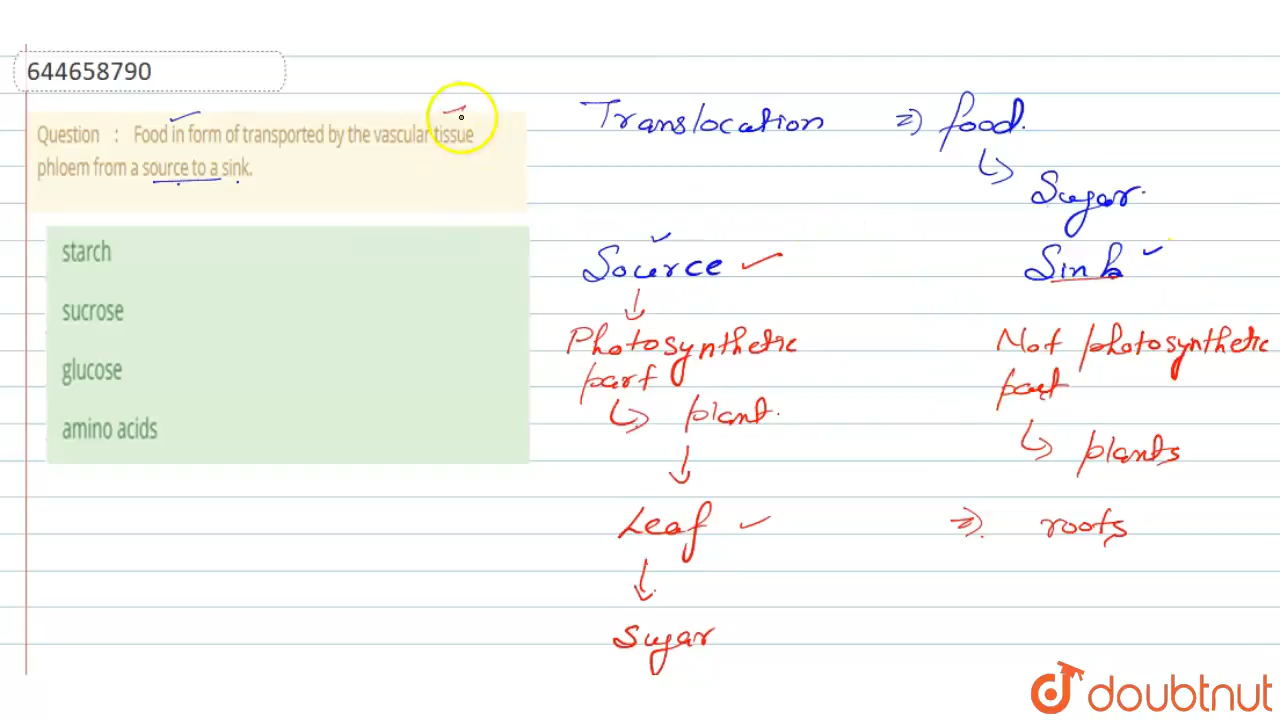 644658790
Question : Food in form of transported by the vascular tissue
phloem from a source to a sink.
starch
sucrose
glucose
amino acids
Translocation => food.
↳ Sugar.
Source
↓
Photosynthetic
part
↳ plant.
↓
Leaf
↓
Sugar
Sink
Not photosynthetic
part
↳ plants
=> roots
doubtnut